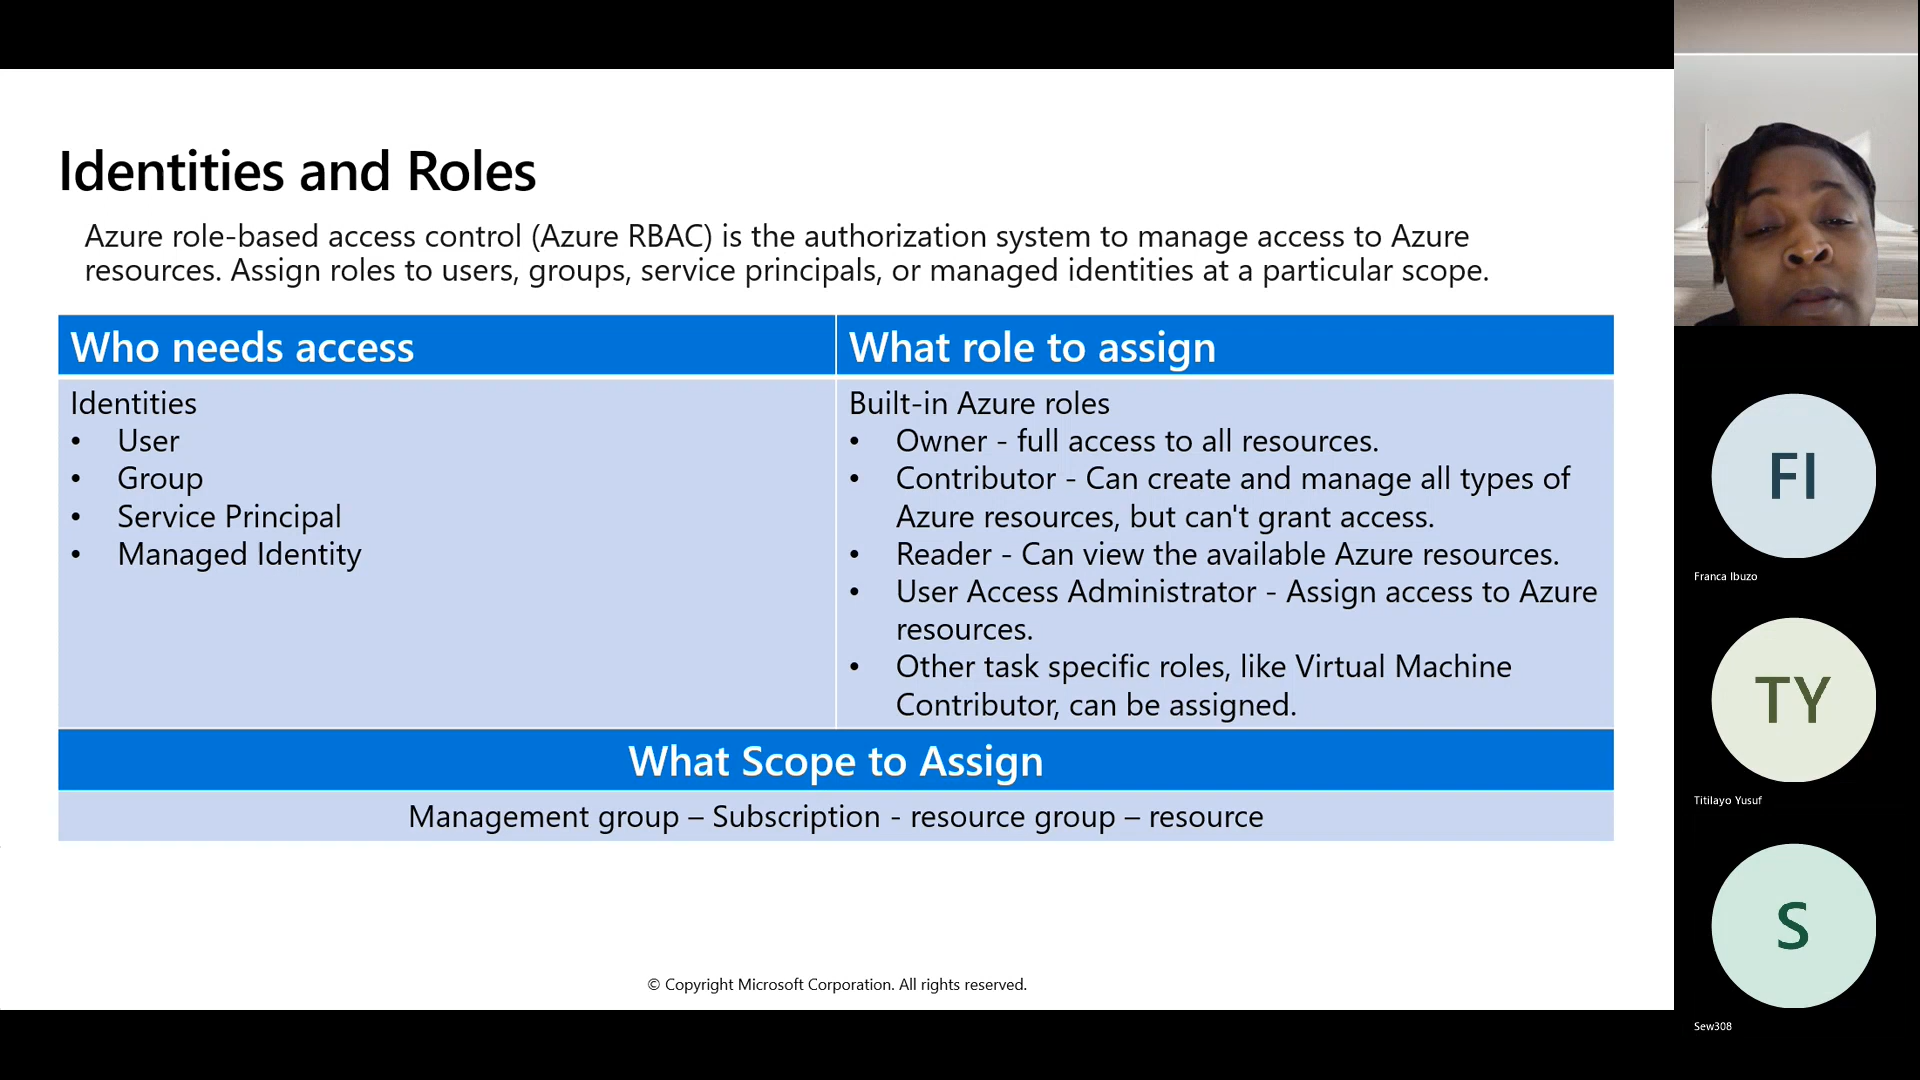 Identities and Roles
Azure role-based access control (Azure RBAC) is the authorization system to manage access to Azure
resources. Assign roles to users, groups, service principals, or managed identities at a particular scope.
Who needs access
Identities
• User
• Group
• Service Principal
• Managed Identity
What role to assign
Built-in Azure roles
• Owner - full access to all resources.
• Contributor - Can create and manage all types of
Azure resources, but can't grant access.
• Reader - Can view the available Azure resources.
• User Access Administrator - Assign access to Azure
resources.
• Other task specific roles, like Virtual Machine
Contributor, can be assigned.
What Scope to Assign
Management group – Subscription - resource group – resource
© Copyright Microsoft Corporation. All rights reserved.
FI
Franca Ibuzo
TY
Titilayo Yusuf
S
Sew308